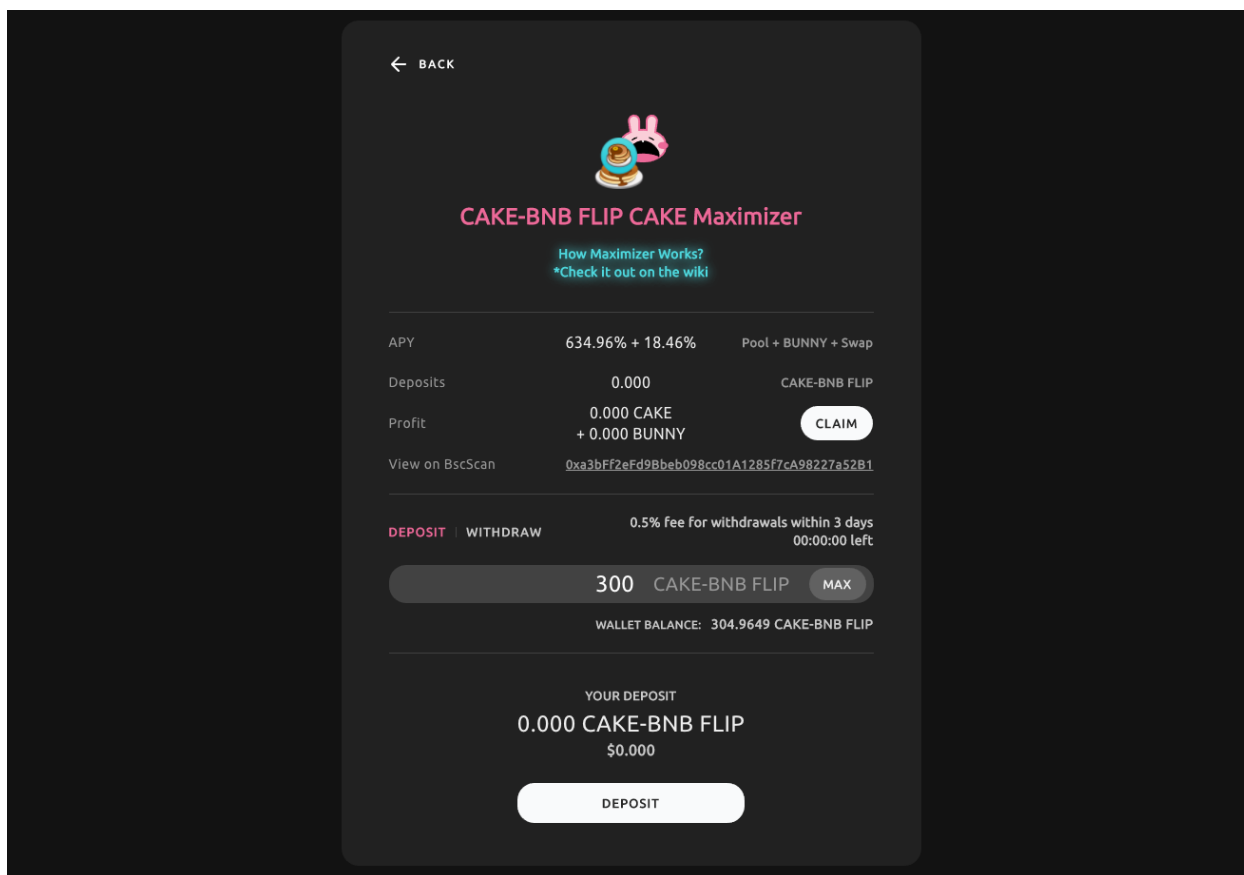 BACK
CAKE-BNB FLIP CAKE Maximizer
How Maximizer Works?
*Check it out on the wiki
APY 634.96% + 18.46% Pool + BUNNY + Swap
Deposits 0.000 CAKE-BNB FLIP
Profit 0.000 CAKE
+ 0.000 BUNNY CLAIM
View on BscScan 0xa3bFf2eFd9Bbeb098cc01A1285f7cA98227a52B1
DEPOSIT | WITHDRAW 0.5% fee for withdrawals within 3 days
00:00:00 left
300 CAKE-BNB FLIP MAX
WALLET BALANCE: 304.9649 CAKE-BNB FLIP
YOUR DEPOSIT
0.000 CAKE-BNB FLIP
$0.000
DEPOSIT